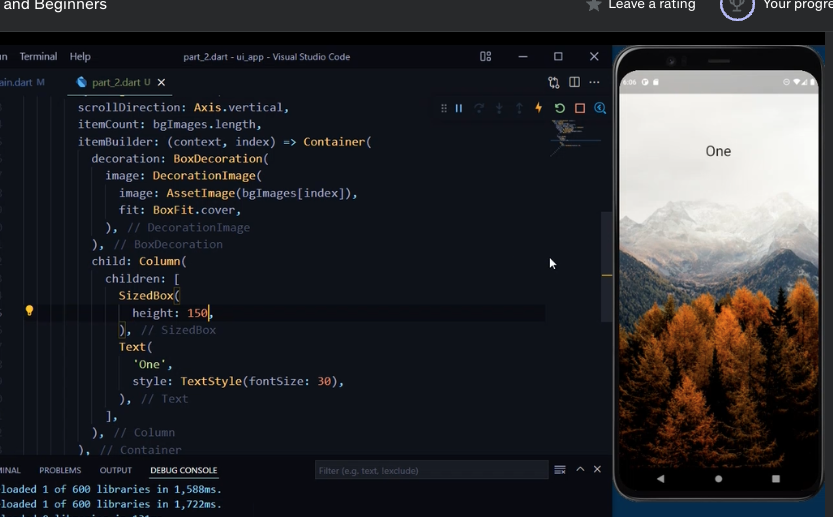 and Beginners
Leave a rating
Your progre
un Terminal Help
part_2.dart - ui_app - Visual Studio Code
ain.dart M
part_2.dart U
scrollDirection: Axis.vertical,
itemCount: bgImages.length,
itemBuilder: (context, index) => Container(
decoration: BoxDecoration(
image: DecorationImage(
image: AssetImage(bgImages[index]),
fit: BoxFit.cover,
), // DecorationImage
), // BoxDecoration
child: Column(
children: [
SizedBox(
height: 150,
), // SizedBox
Text(
'One',
style: TextStyle(fontSize: 30),
), // Text
],
), // Column
), // Container
MINAL PROBLEMS OUTPUT DEBUG CONSOLE
Filter (e.g. text, !exclude)
loaded 1 of 600 libraries in 1,588ms.
loaded 1 of 600 libraries in 1,722ms.
One